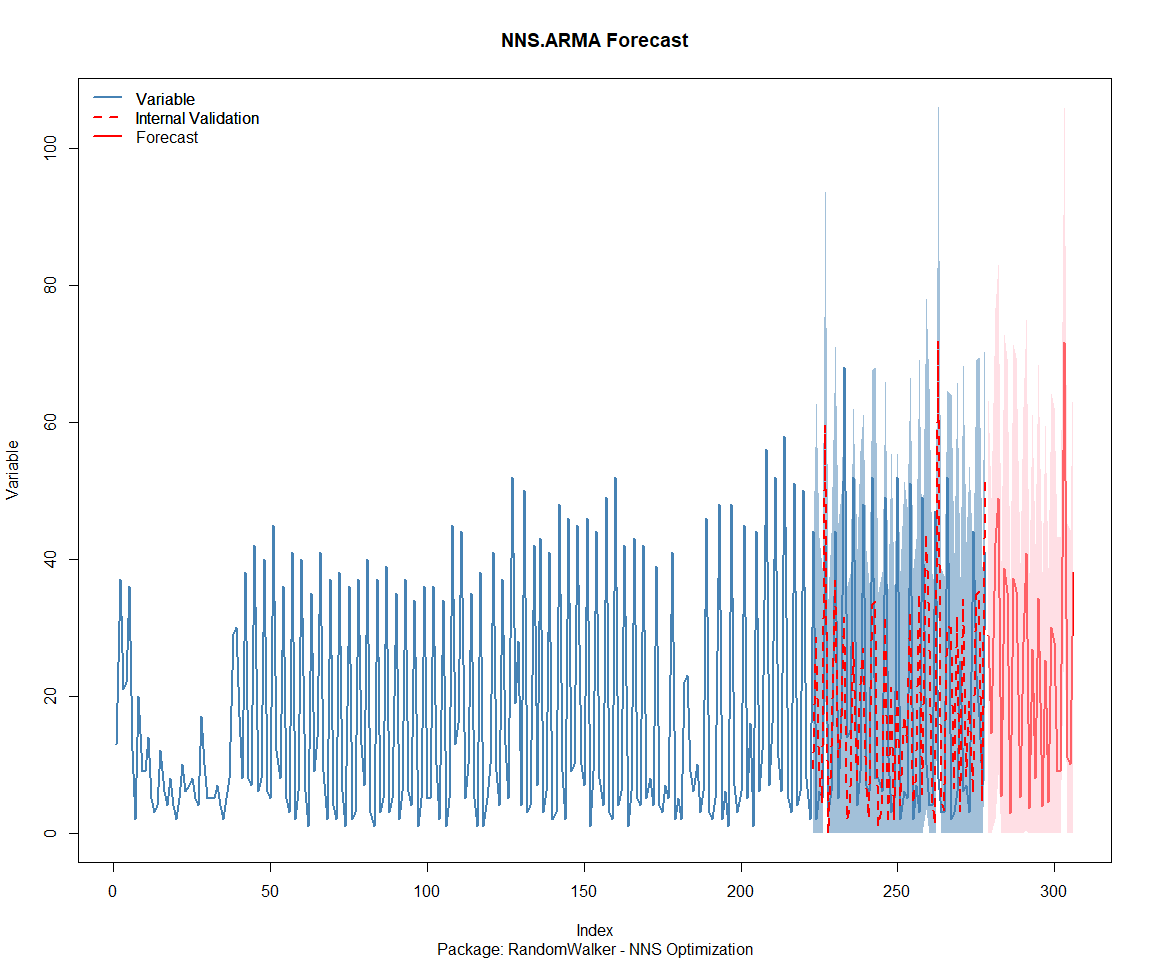 NNS.ARMA Forecast
Variable
Internal Validation
Forecast
Variable
100
80
60
40
20
0
0 50 100 150 200 250 300
Index
Package: RandomWalker - NNS Optimization